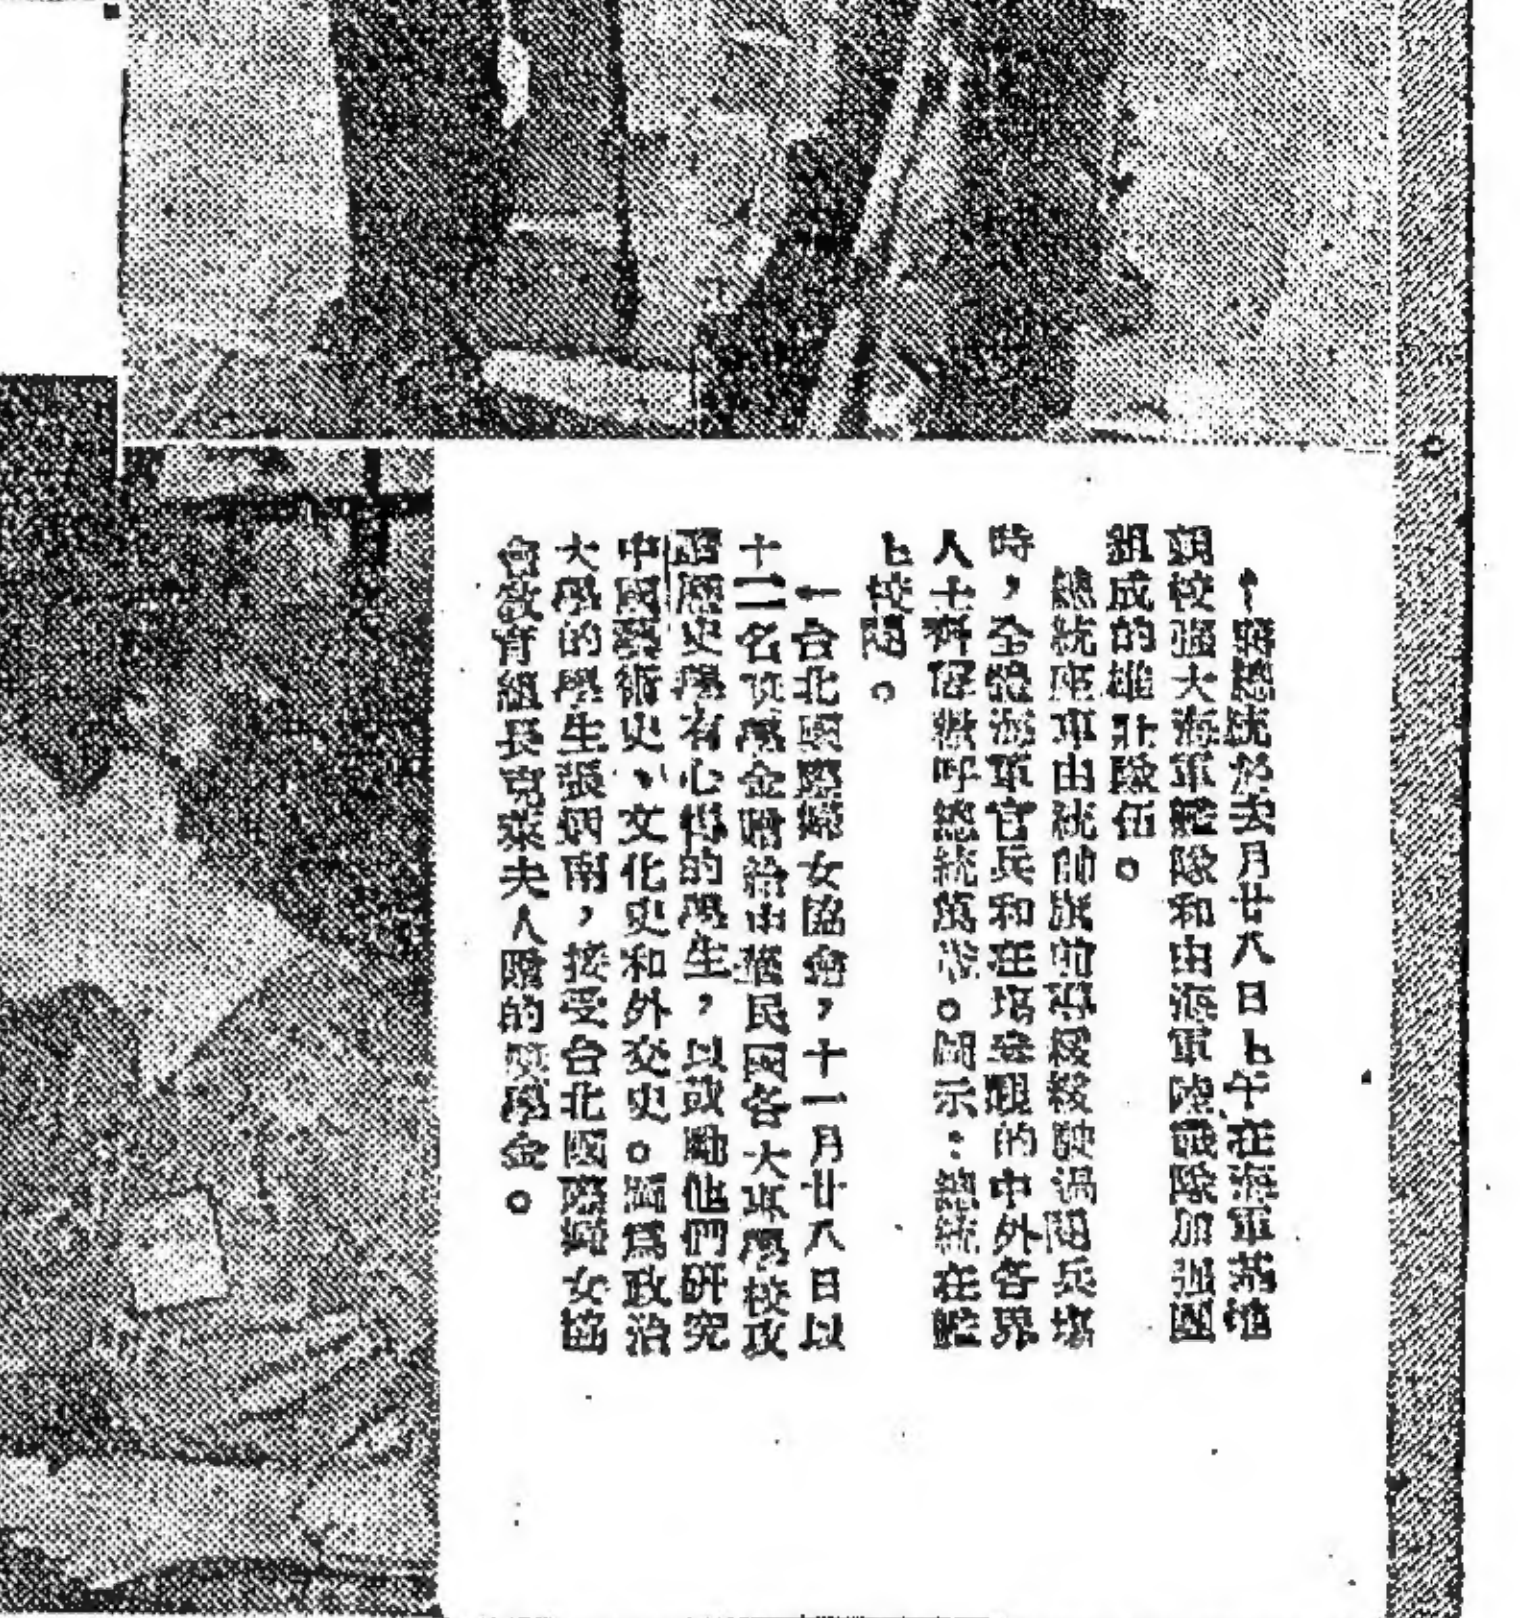 ↑蔣總統於去月廿八日上午在海軍基地
親校強大海軍艦隊和由海軍陸戰隊加強團
組成的雄壯隊伍。
總統座車由統帥旗前導緩緩駛過閱兵場
時，全體海軍官兵和在場參觀的中外各界
人士齊聲歡呼總統萬歲。圖示：總統在艦
上校閱。
←台北國際婦女協會，十一月廿八日以
十二名獎學金贈給中華民國各大專學校攻
讀歷史學有心得的學生，以鼓勵他們研究
中國藝術史、文化史和外交史。圖為政治
大學的學生張炳南，接受台北國際婦女協
會教育組長克萊夫人贈的獎學金。